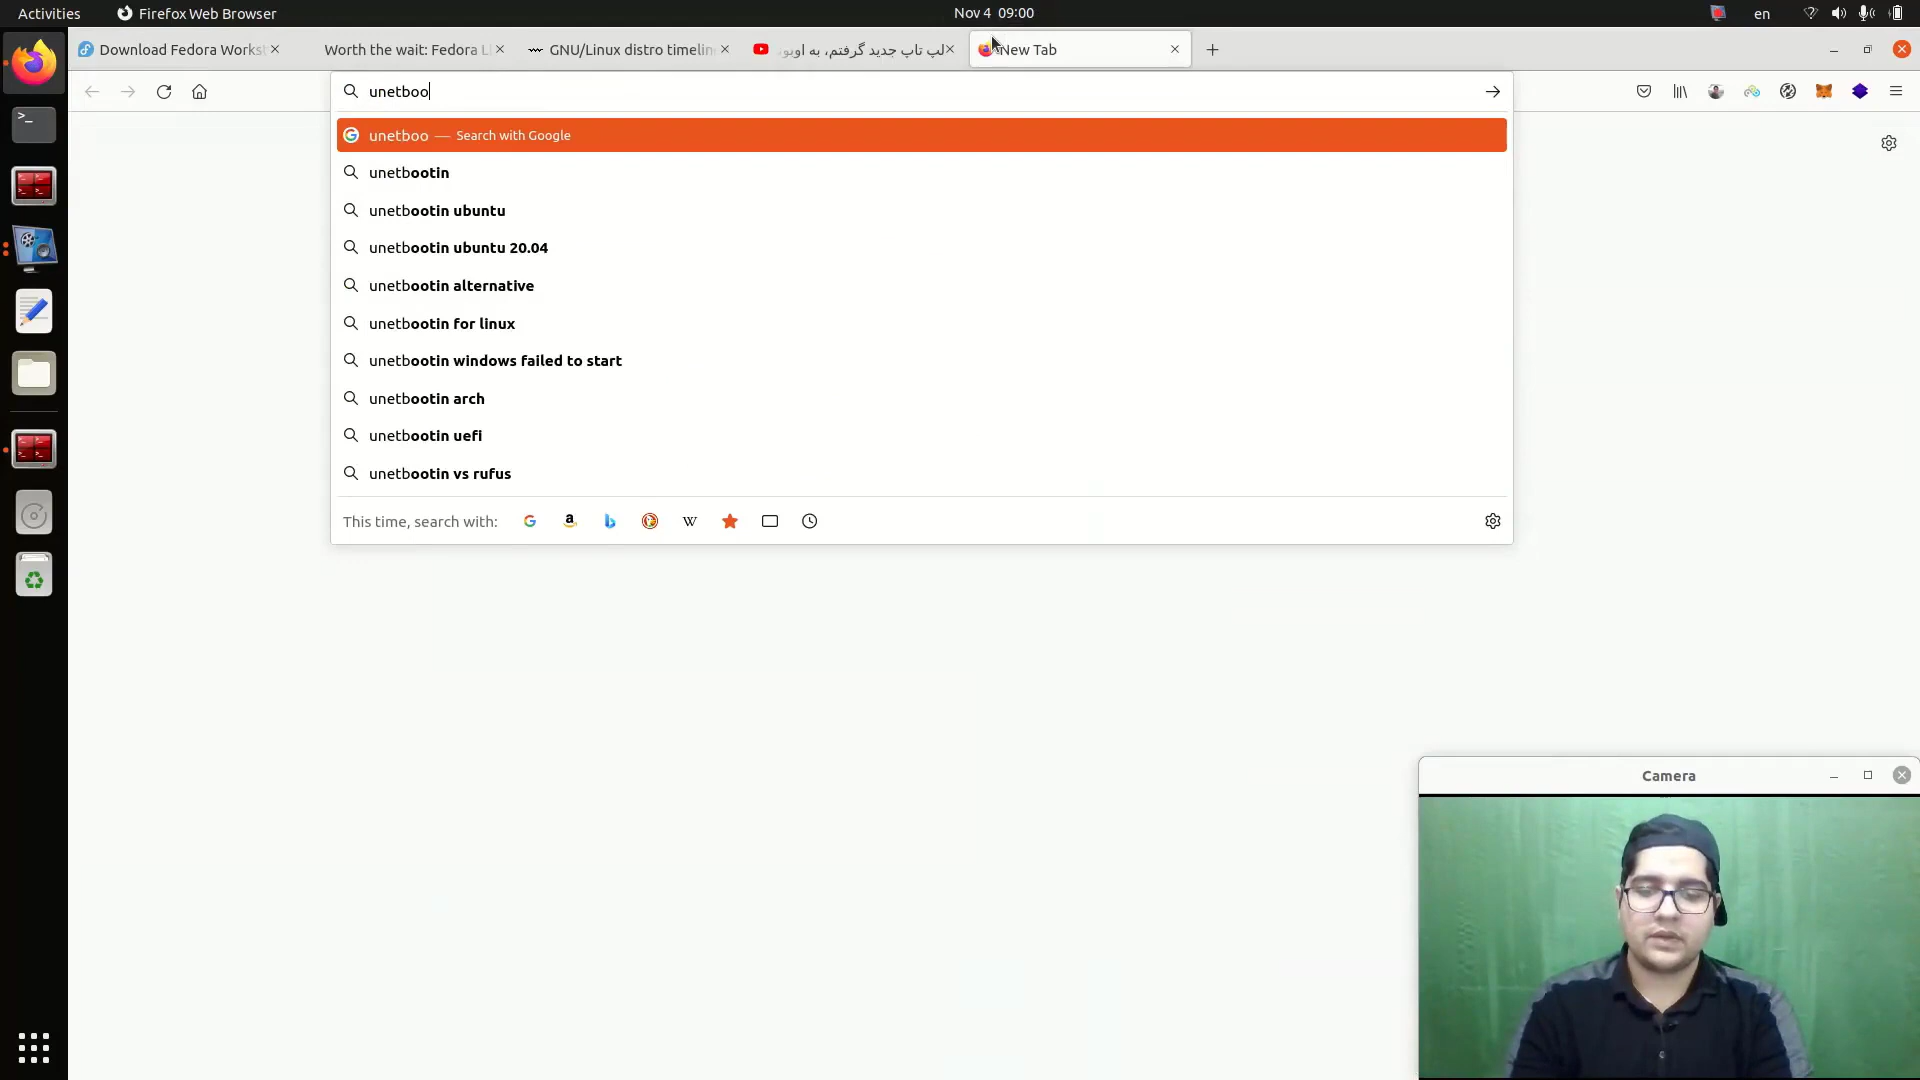 Activities
Firefox Web Browser
Nov 4 09:00
en
Download Fedora Works
Worth the wait: Fedora L
GNU/Linux distro timelin
لپ تاپ جدید گرفتم، به اوبو
New Tab
unetboo
unetboo — Search with Google
unetbootin
unetbootin ubuntu
unetbootin ubuntu 20.04
unetbootin alternative
unetbootin for linux
unetbootin windows failed to start
unetbootin arch
unetbootin uefi
unetbootin vs rufus
This time, search with:
Camera